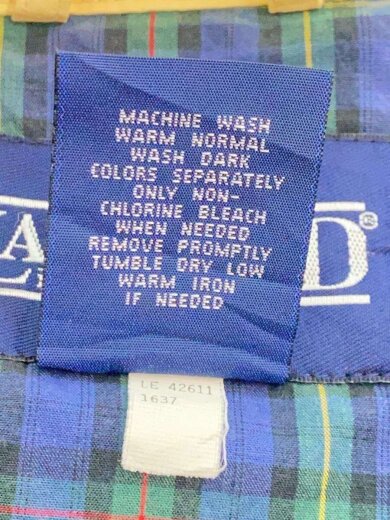 MACHINE WASH
WARM NORMAL
WASH DARK
COLORS SEPARATELY
ONLY NON-
CHLORINE BLEACH
WHEN NEEDED
REMOVE PROMPTLY
TUMBLE DRY LOW
WARM IRON
IF NEEDED
LE 42611
1637